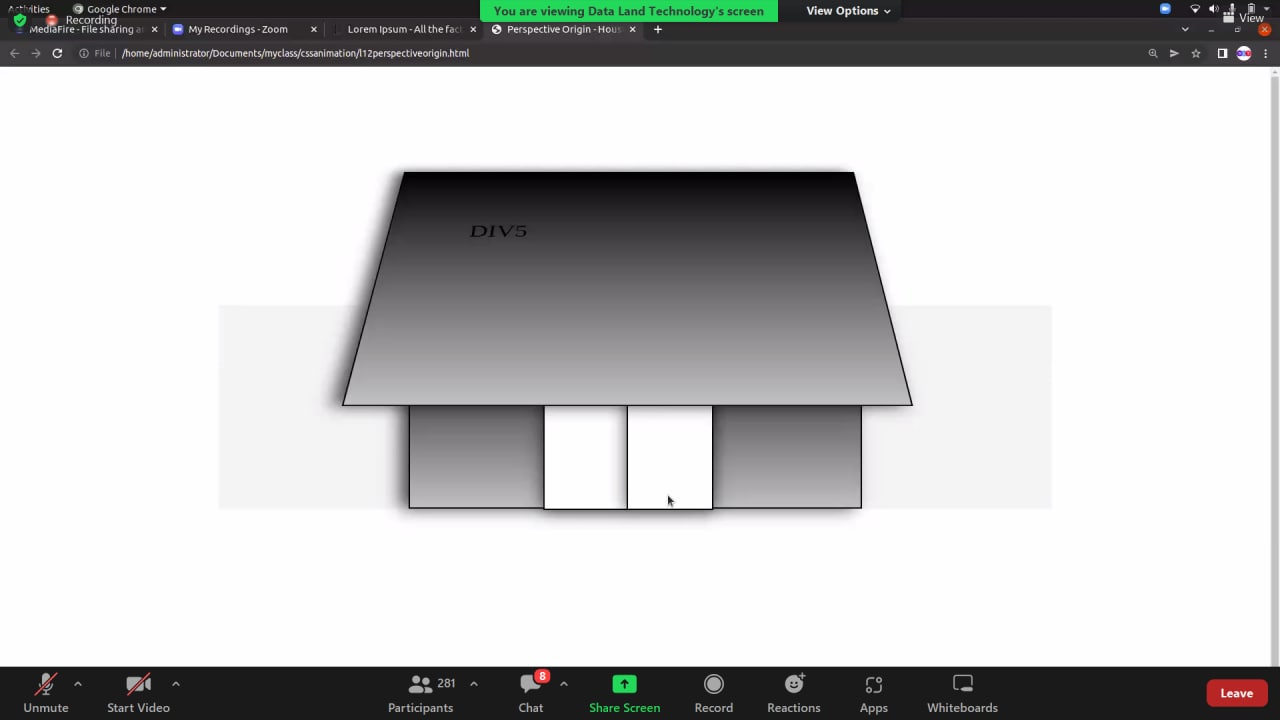 Activities
Google Chrome
Recording
You are viewing Data Land Technology's screen
View Options
View
MediaFire - File sharing
My Recordings - Zoom
Lorem Ipsum - All the fac
Perspective Origin - Hous
File
/home/administrator/Documents/myclass/cssanimation/l12perspectiveorigin.html
DIV5
Unmute
Start Video
281
Participants
8
Chat
Share Screen
Record
Reactions
Apps
Whiteboards
Leave